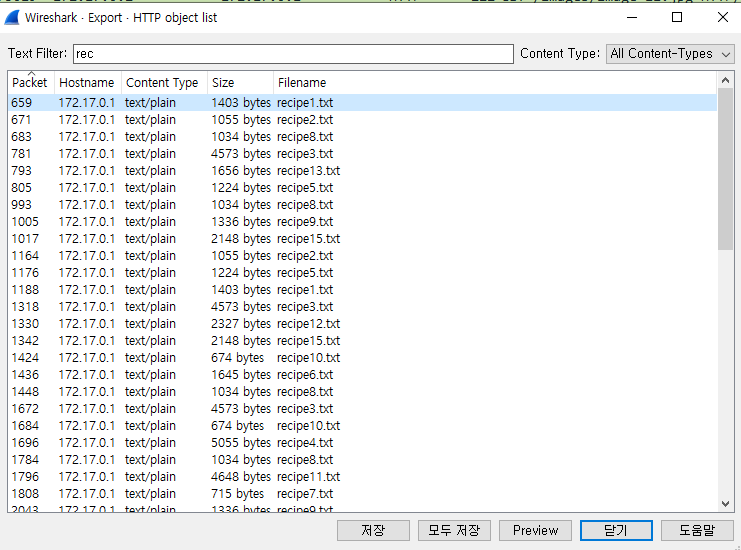 Wireshark · Export · HTTP object list
Text Filter: rec Content Type: All Content-Types
Packet Hostname Content Type Size Filename
659 172.17.0.1 text/plain 1403 bytes recipe1.txt
671 172.17.0.1 text/plain 1055 bytes recipe2.txt
683 172.17.0.1 text/plain 1034 bytes recipe8.txt
781 172.17.0.1 text/plain 4573 bytes recipe3.txt
793 172.17.0.1 text/plain 1656 bytes recipe13.txt
805 172.17.0.1 text/plain 1224 bytes recipe5.txt
993 172.17.0.1 text/plain 1034 bytes recipe8.txt
1005 172.17.0.1 text/plain 1336 bytes recipe9.txt
1017 172.17.0.1 text/plain 2148 bytes recipe15.txt
1164 172.17.0.1 text/plain 1055 bytes recipe2.txt
1176 172.17.0.1 text/plain 1224 bytes recipe5.txt
1188 172.17.0.1 text/plain 1403 bytes recipe1.txt
1318 172.17.0.1 text/plain 4573 bytes recipe3.txt
1330 172.17.0.1 text/plain 2327 bytes recipe12.txt
1342 172.17.0.1 text/plain 2148 bytes recipe15.txt
1424 172.17.0.1 text/plain 674 bytes recipe10.txt
1436 172.17.0.1 text/plain 1645 bytes recipe6.txt
1448 172.17.0.1 text/plain 1034 bytes recipe8.txt
1672 172.17.0.1 text/plain 4573 bytes recipe3.txt
1684 172.17.0.1 text/plain 674 bytes recipe10.txt
1696 172.17.0.1 text/plain 5055 bytes recipe4.txt
1784 172.17.0.1 text/plain 1034 bytes recipe8.txt
1796 172.17.0.1 text/plain 4648 bytes recipe11.txt
1808 172.17.0.1 text/plain 715 bytes recipe7.txt
2043 172.17.0.1 text/plain 1336 bytes recipe9.txt
저장 모두 저장 Preview 닫기 도움말